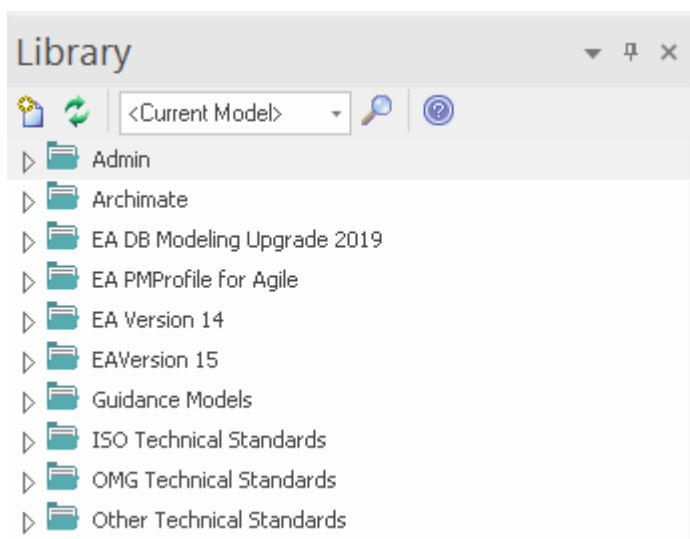 Library
<Current Model>
Admin
Archimate
EA DB Modeling Upgrade 2019
EA PMProfile for Agile
EA Version 14
EAVersion 15
Guidance Models
ISO Technical Standards
OMG Technical Standards
Other Technical Standards